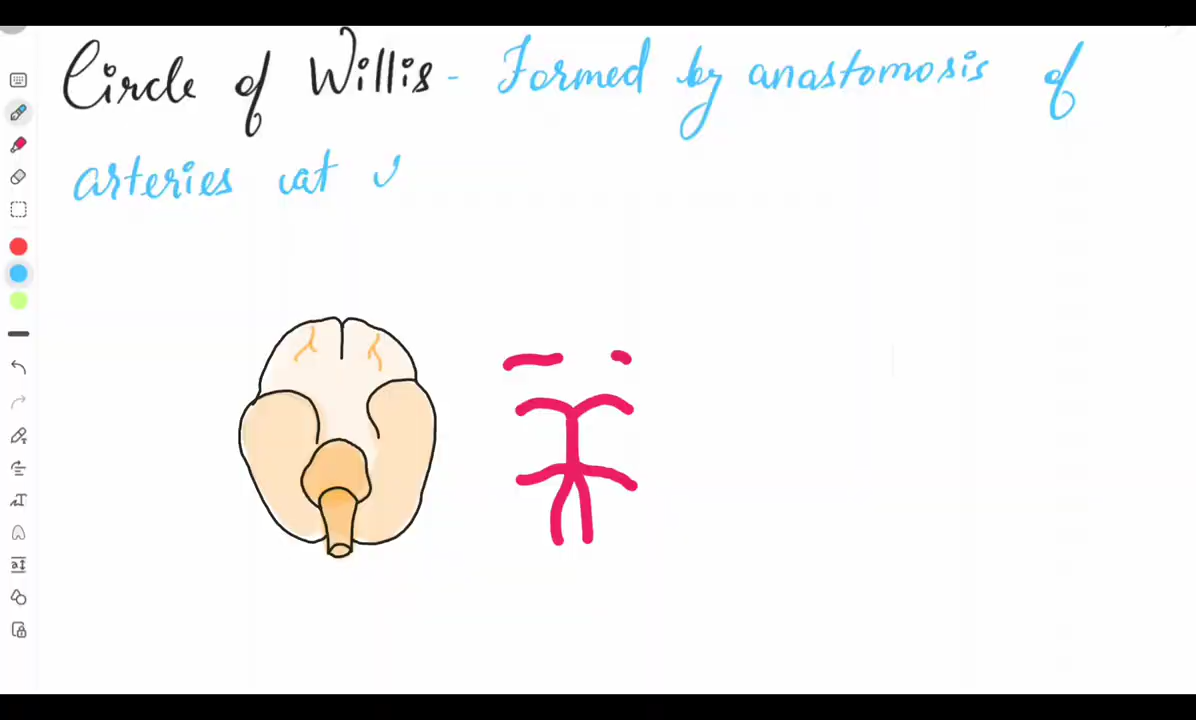 Circle of Willis - Formed by anastomosis of
arteries at